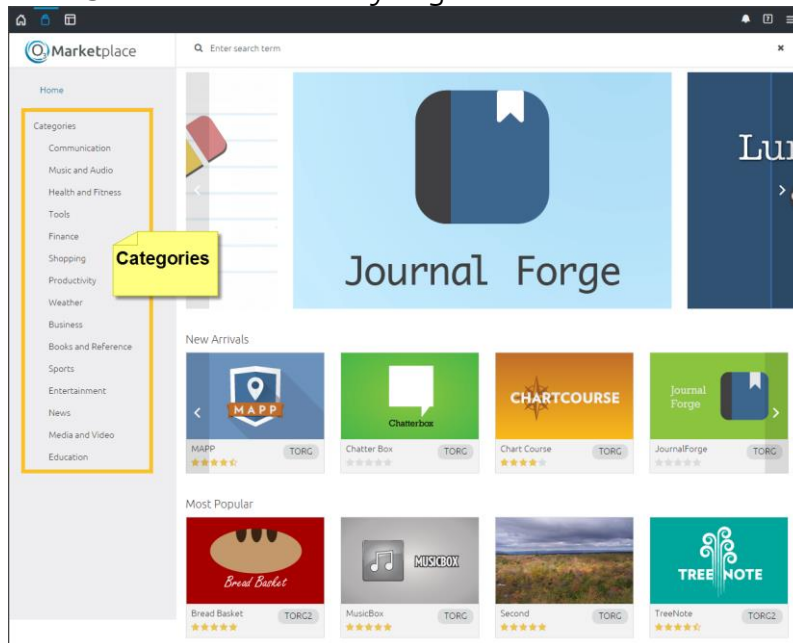 O3 Marketplace
Enter search term
Home
Categories
Communication
Music and Audio
Health and Fitness
Tools
Finance
Shopping
Productivity
Weather
Business
Books and Reference
Sports
Entertainment
News
Media and Video
Education
Categories
Journal Forge
New Arrivals
MAPP
Chatterbox
CHARTCOURSE
Journal
Forge
MAPP TORG
Chatter Box TORG
Chart Course TORG
JournalForge TORG
Most Popular
Bread Basket
MUSICBOX
TREE NOTE
Bread Basket TORG2
MusicBox TORG
Second TORG
TreeNote TORG2